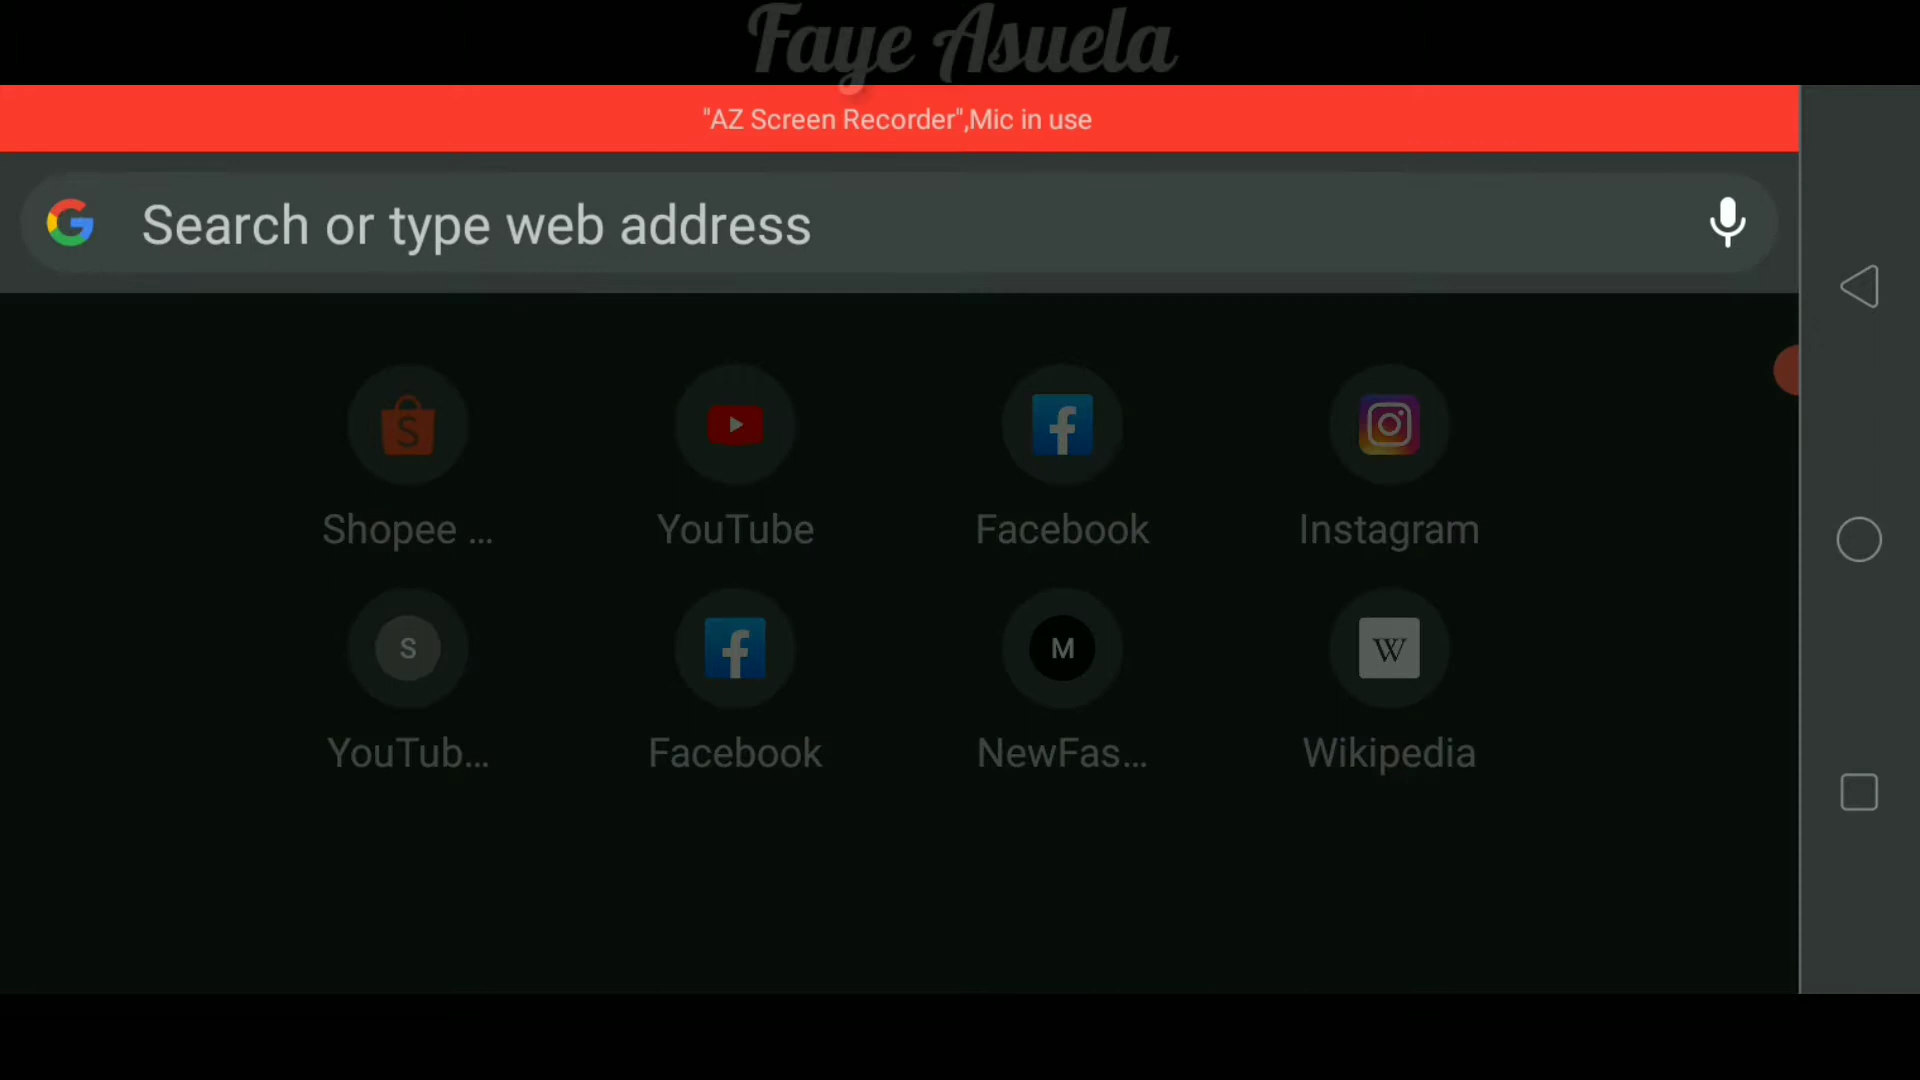 Faye Asuela
"AZ Screen Recorder",Mic in use
Search or type web address
S
Shopee ...
YouTube
Facebook
Instagram
S
M
W
YouTub...
Facebook
NewFas...
Wikipedia